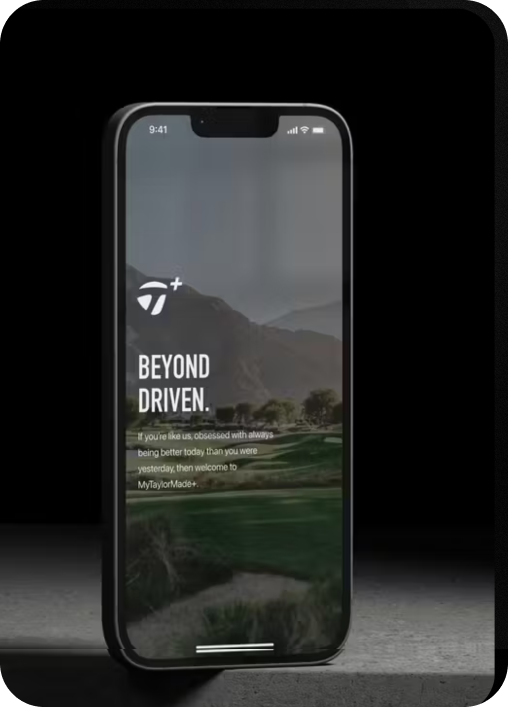 9:41
BEYOND
DRIVEN.
If you're like us, obsessed with always
being better today than you were
yesterday, then welcome to
MyTaylorMade+.